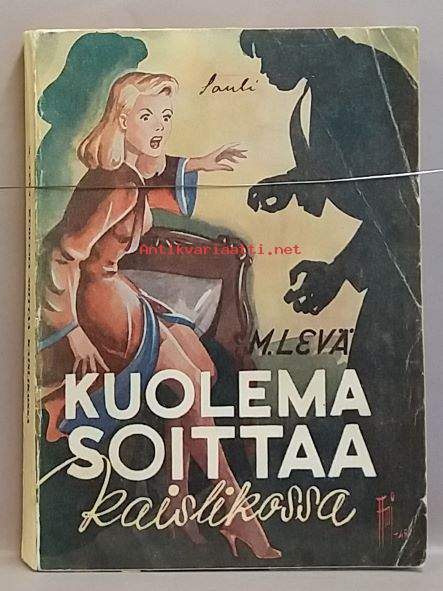 Sauli
Antikvariaatti.net
M. LEVÄ
KUOLEMA
SOITTAA
kaislikossa